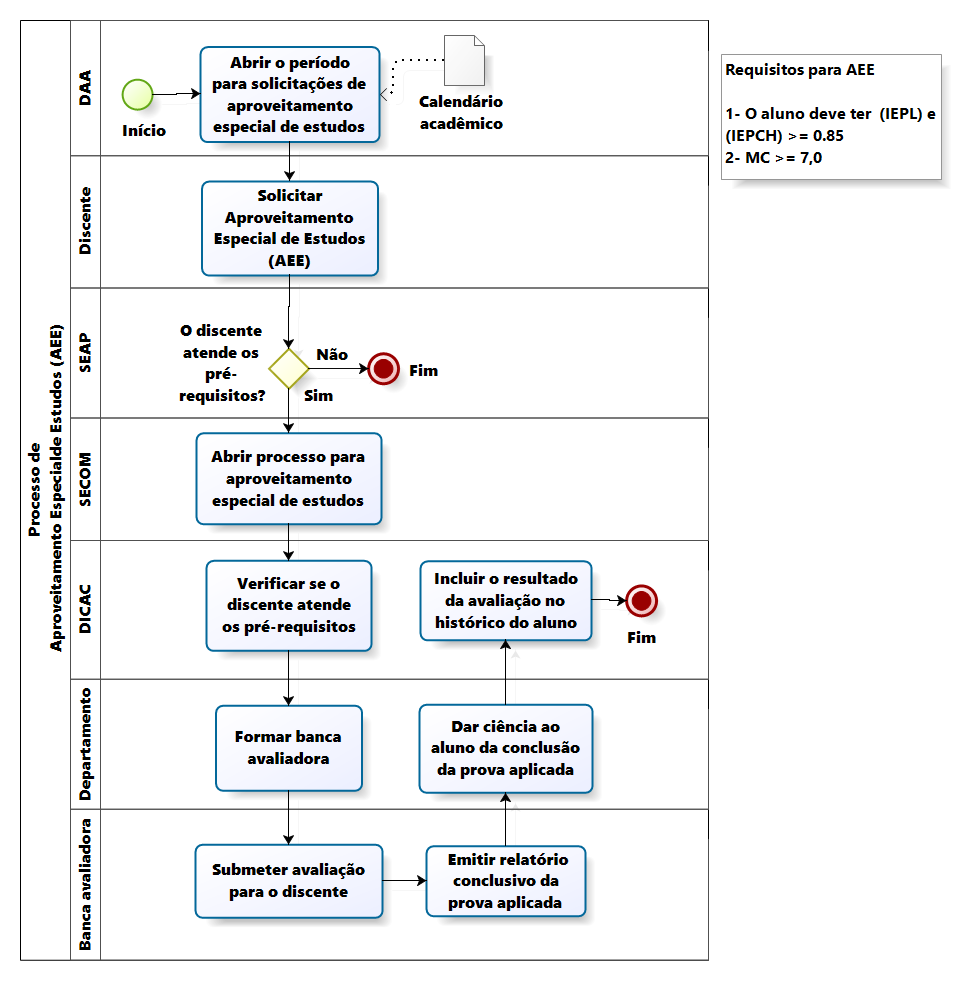 Processo de
Aproveitamento Especialde Estudos (AEE)
DAA
Início
Abrir o período
para solicitações de
aproveitamento
especial de estudos
Calendário
acadêmico
Requisitos para AEE
1- O aluno deve ter (IEPL) e
(IEPCH) >= 0.85
2- MC >= 7,0
Discente
Solicitar
Aproveitamento
Especial de Estudos
(AEE)
SEAP
O discente
atende os
pré-
requisitos?
Não
Fim
Sim
SECOM
Abrir processo para
aproveitamento
especial de estudos
DICAC
Verificar se o
discente atende
os pré-requisitos
Incluir o resultado
da avaliação no
histórico do aluno
Fim
Departamento
Formar banca
avaliadora
Dar ciência ao
aluno da conclusão
da prova aplicada
Banca avaliadora
Submeter avaliação
para o discente
Emitir relatório
conclusivo da
prova aplicada